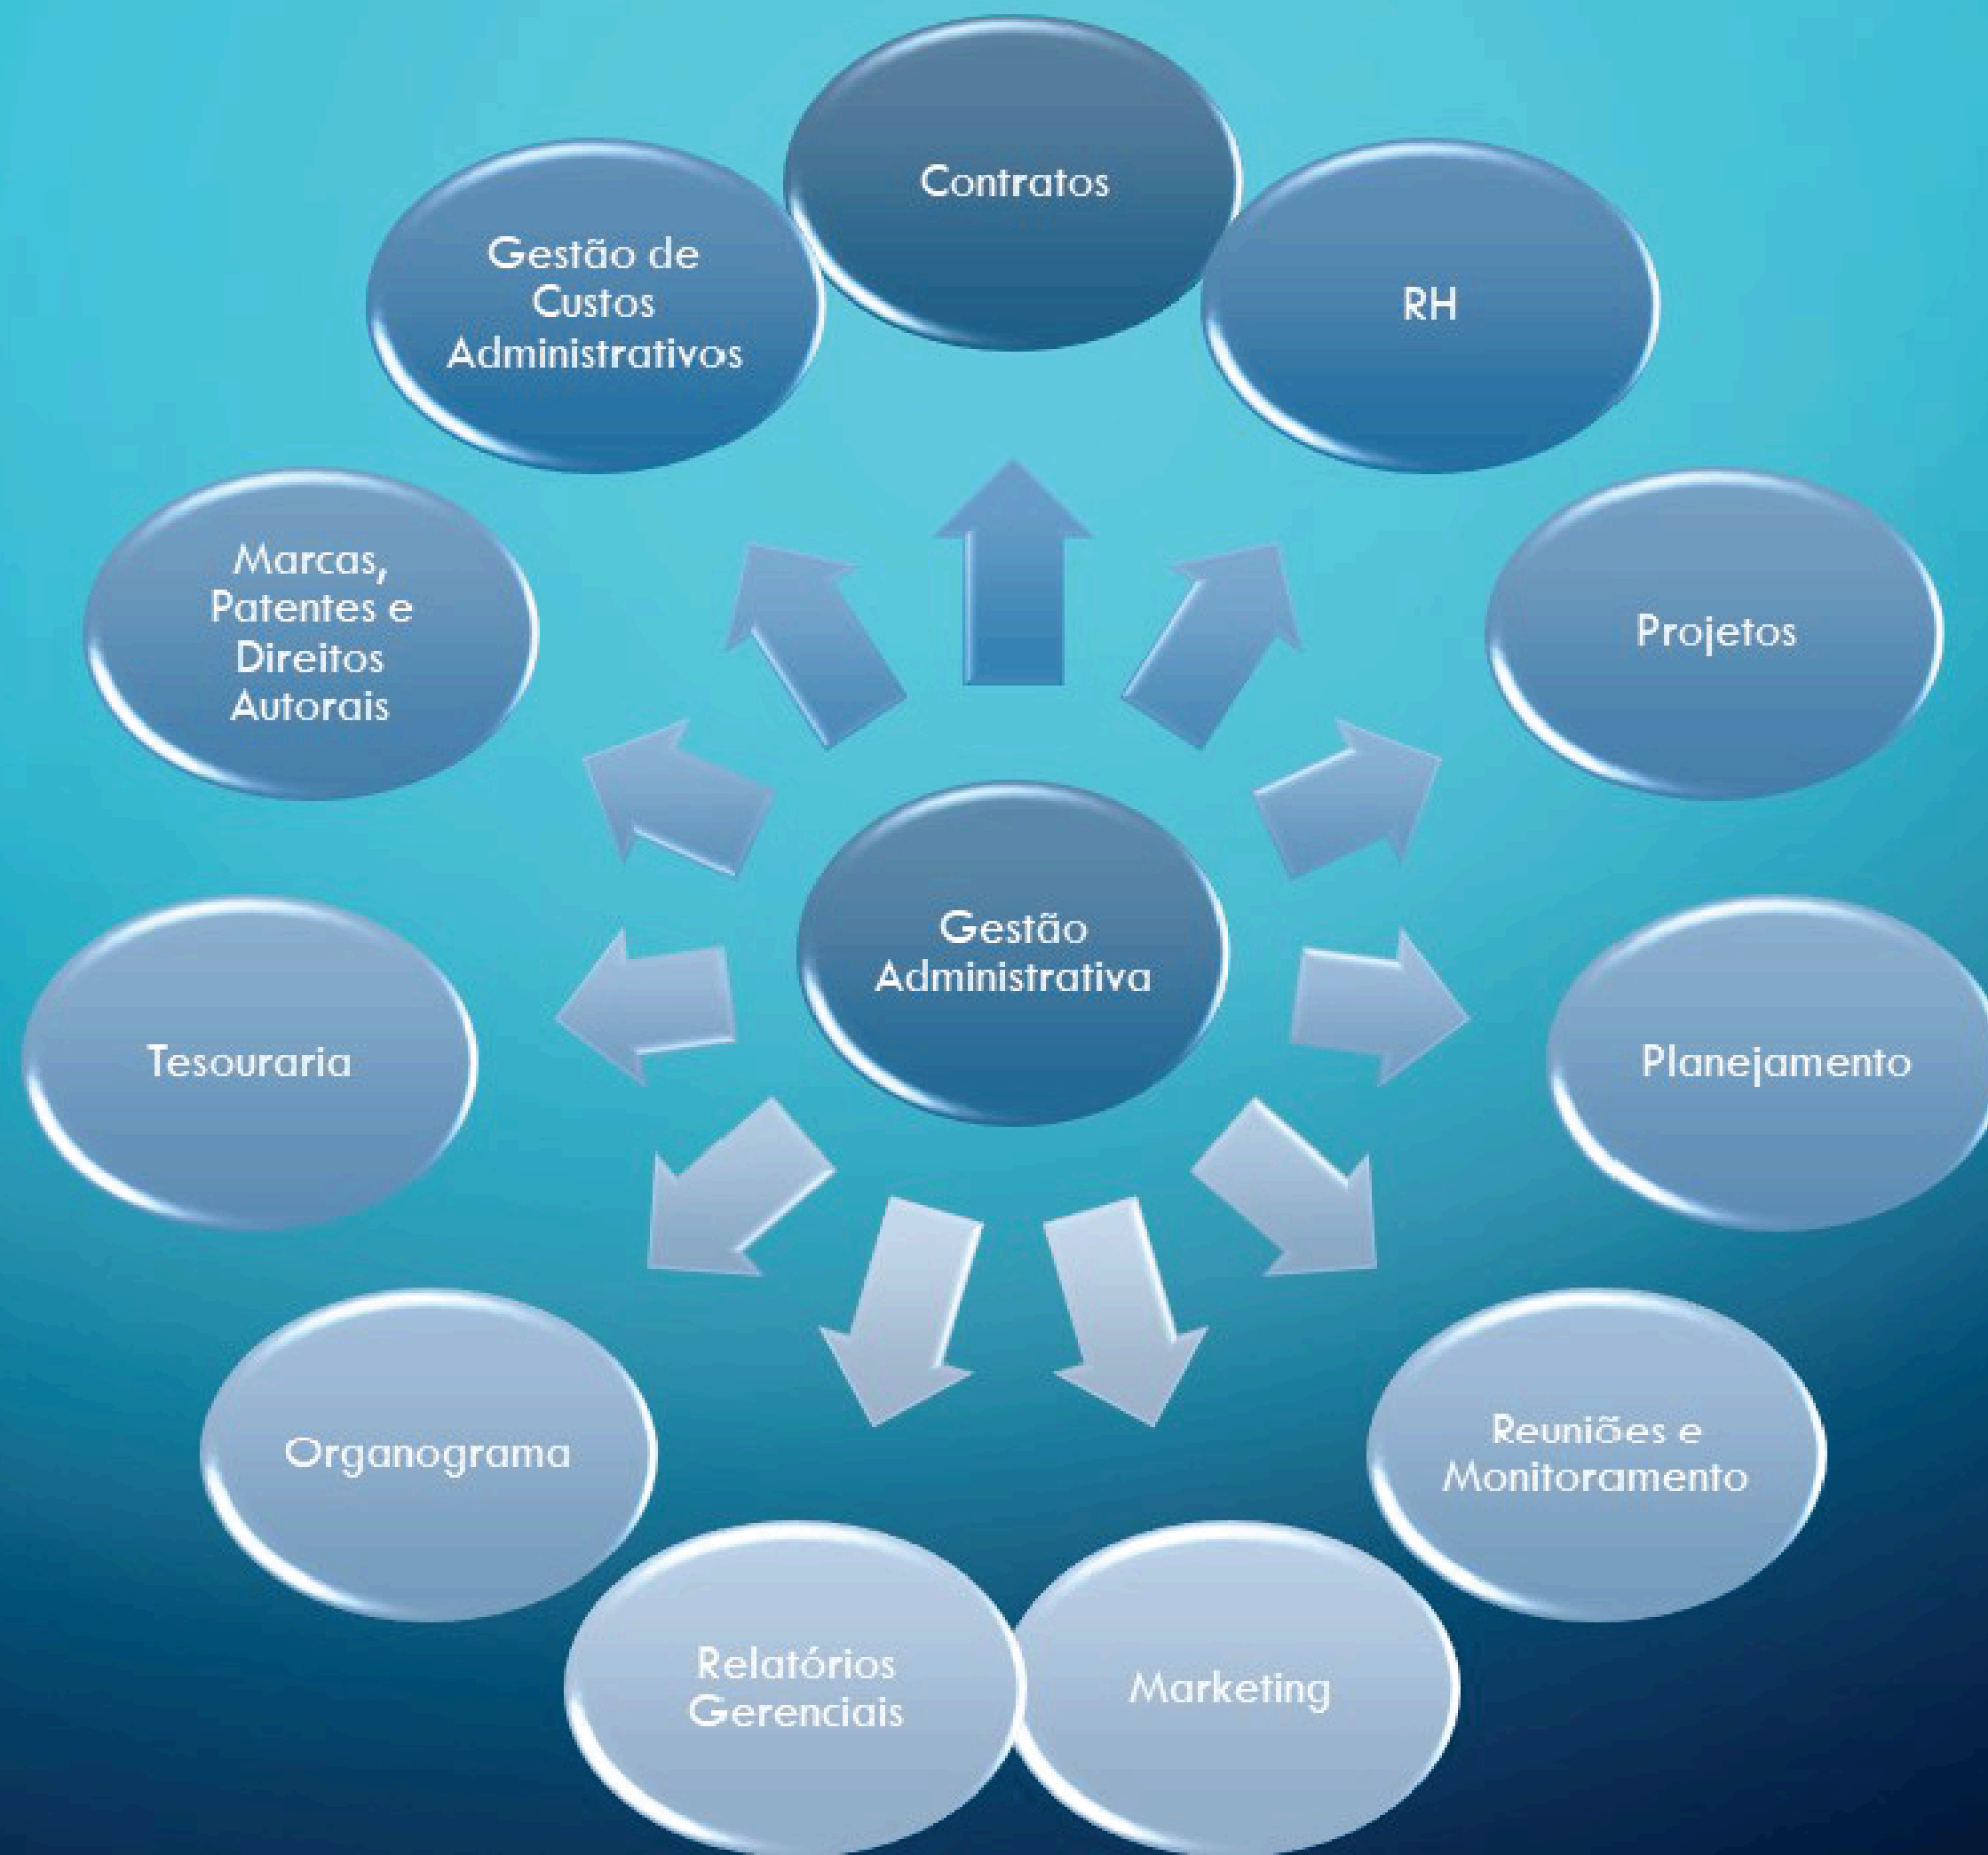 Contratos
Gestão de
Custos
Administrativos
RH
Marcas,
Patentes e
Direitos
Autorais
Projetos
Gestão
Administrativa
Tesouraria
Planejamento
Organograma
Reuniões e
Monitoramento
Relatórios
Gerenciais
Marketing